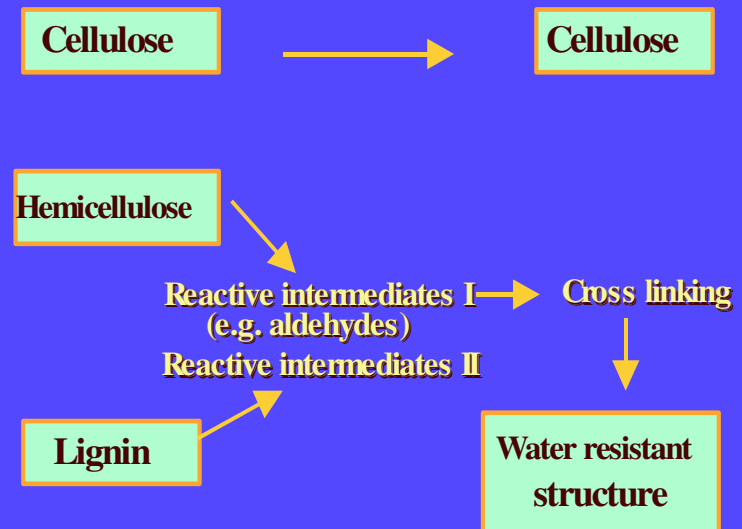 Cellulose
Cellulose
Hemicellulose
Reactive intermediates I
(e.g. aldehydes)
Reactive intermediates II
Cross linking
Lignin
Water resistant
structure